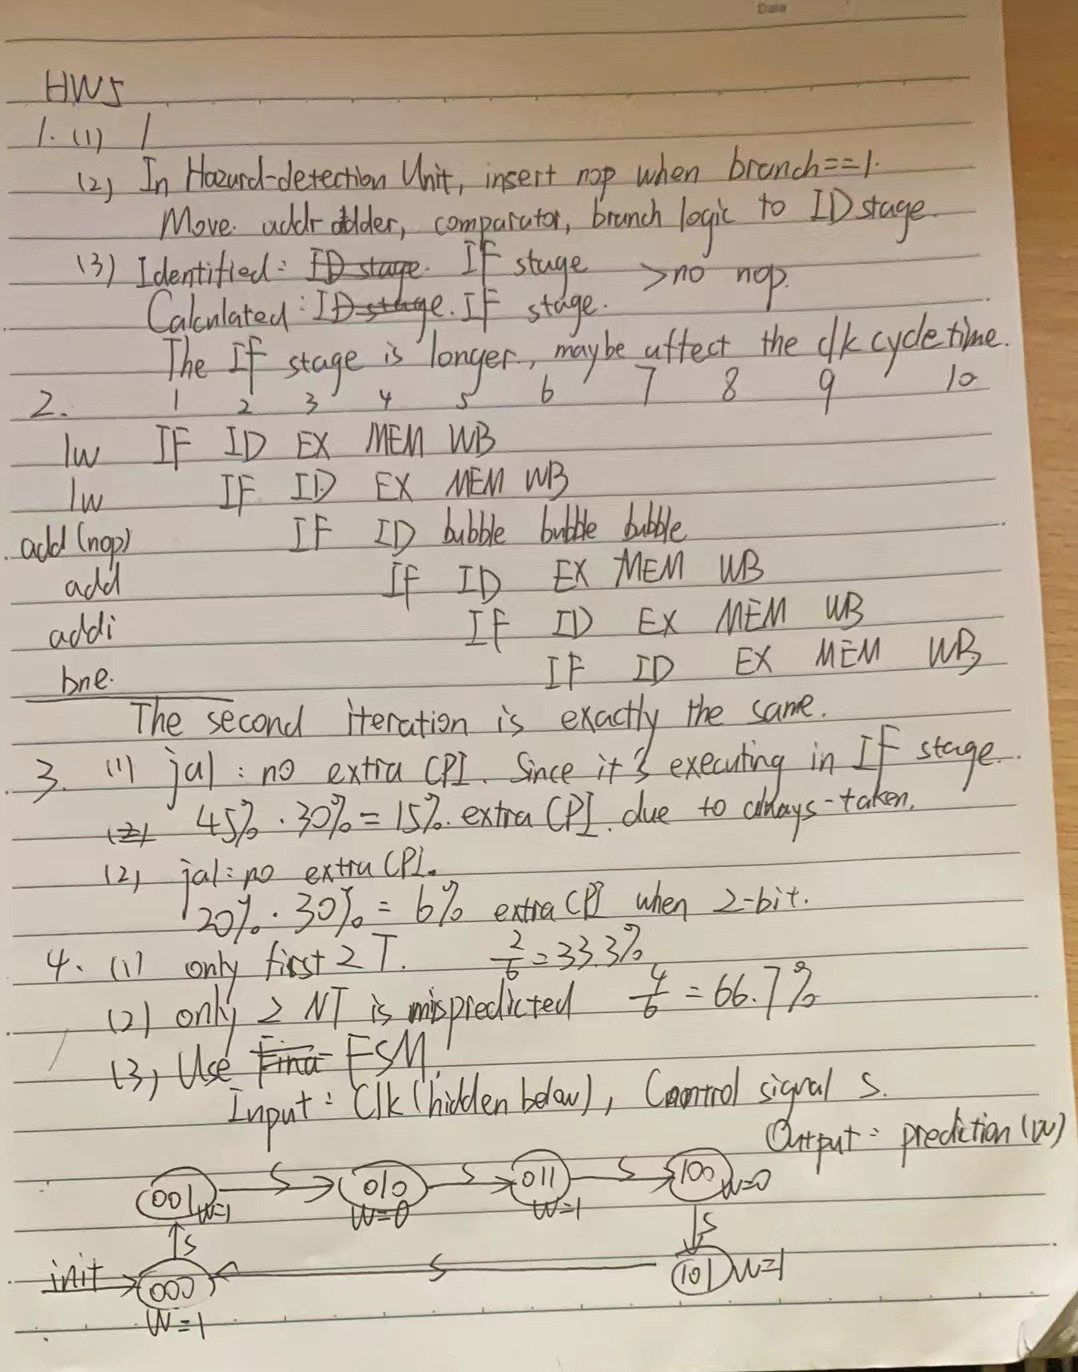 Date
HW5
1. (1) 1
(2) In Hazard-detection Unit, insert nop when branch==1.
Move addr adder, comparator, branch logic to ID stage.
(3) Identified: ID stage. IF stage >no nop.
Calculated: ID stage. IF stage.
The IF stage is longer, maybe affect the clk cycle time.
2. 1 2 3 4 5 6 7 8 9 10
lw IF ID EX MEM WB
lw IF ID EX MEM WB
add(nop) IF ID bubble bubble bubble
add IF ID EX MEM WB
addi IF ID EX MEM WB
bne. IF ID EX MEM WB
The second iteration is exactly the same.
3. (1) jal: no extra CPI. Since it's executing in IF stage.
(2) 45% · 30% = 15% extra CPI. due to always-taken.
(2) jal: no extra CPI.
20% · 30% = 6% extra CPI when 2-bit.
4. (1) only first 2 T. 2/6 = 33.3%
(2) only 2 NT is mispredicted 4/6 = 66.7%
(3) Use Fina FSM.
Input: Clk (hidden below), Control signal S.
Output: prediction (W)
001 W=1 S 010 W=0 S 011 W=1 S 100 W=0
S S
init 000 W=1 S 101 W=1